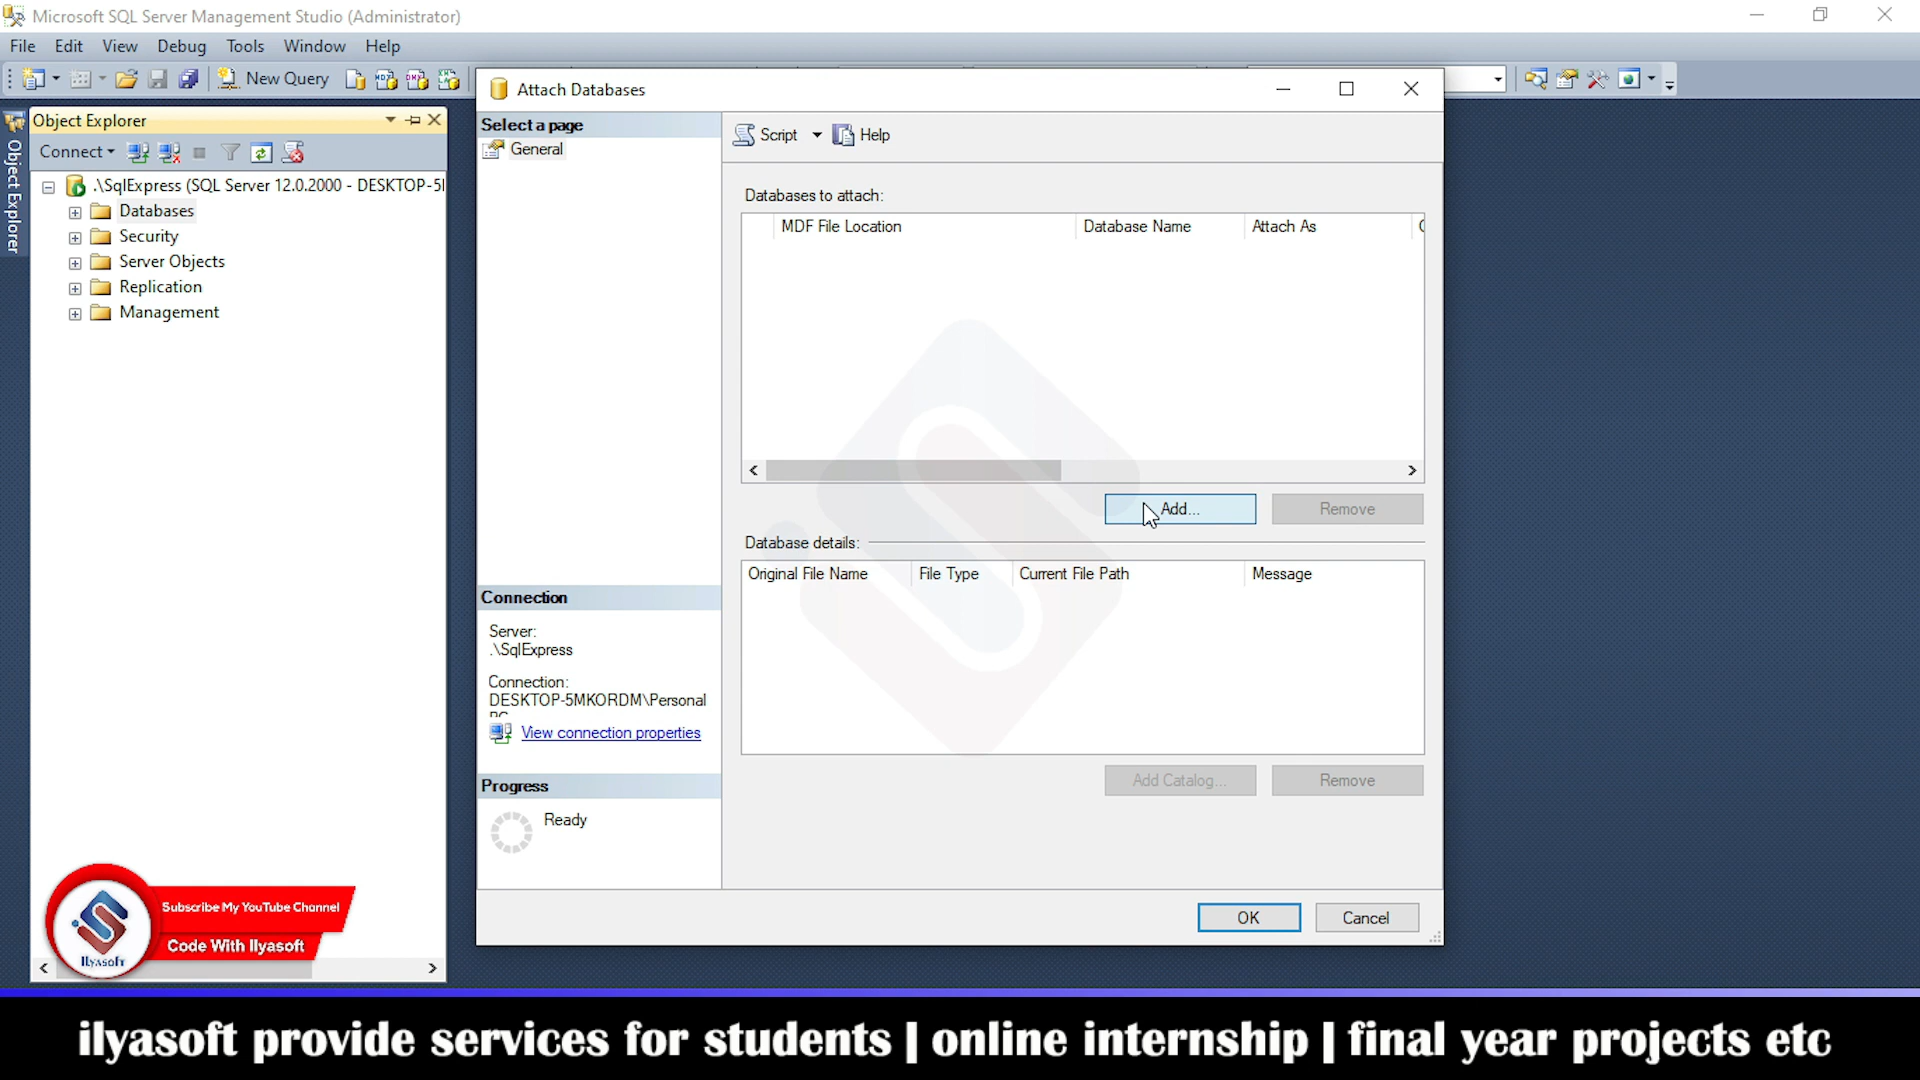 Microsoft SQL Server Management Studio (Administrator)
File Edit View Debug Tools Window Help
New Query
Object Explorer
Object Explorer
Connect
.\SqlExpress (SQL Server 12.0.2000 - DESKTOP-5
Databases
Security
Server Objects
Replication
Management
Attach Databases
Select a page
General
Script Help
Databases to attach:
MDF File Location Database Name Attach As
Add... Remove
Database details:
Original File Name File Type Current File Path Message
Add Catalog... Remove
Connection
Server:
.\SqlExpress
Connection:
DESKTOP-5MKORDM\Personal
View connection properties
Progress
Ready
OK Cancel
Subscribe My YouTube Channel
Code With Ilyasoft
Ilyasoft
ilyasoft provide services for students | online internship | final year projects etc